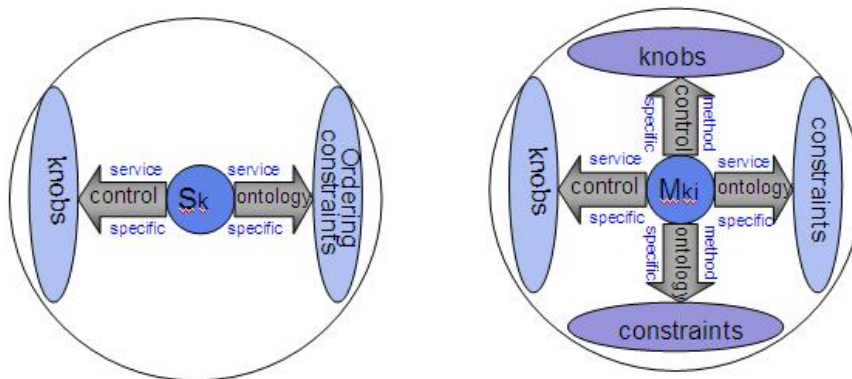 knobs
service
control
specific
Sk
service
ontology
specific
Ordering
constraints
knobs
specific
control
method
knobs
service
control
specific
Mki
service
ontology
specific
constraints
specific
ontology
method
constraints